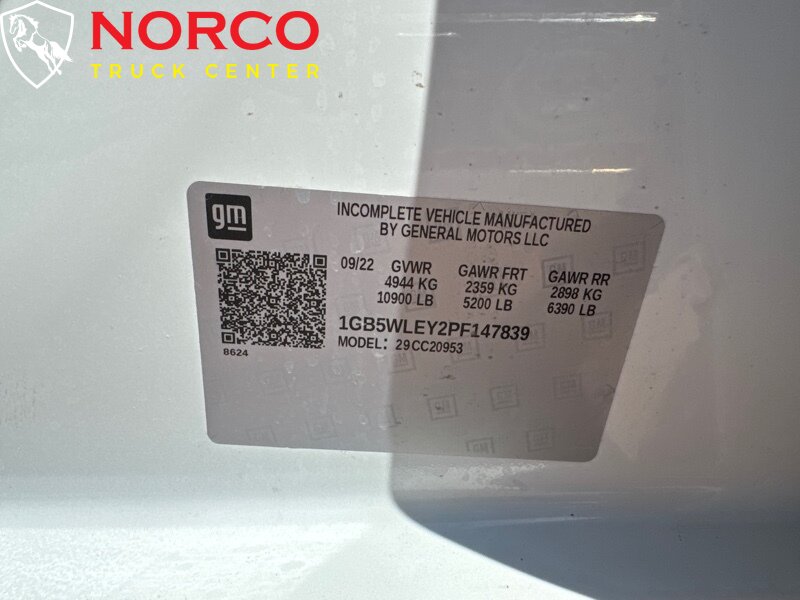 NORCO
TRUCK CENTER
gm
INCOMPLETE VEHICLE MANUFACTURED
BY GENERAL MOTORS LLC
09/22 GVWR GAWR FRT GAWR RR
4944 KG 2359 KG 2898 KG
10900 LB 5200 LB 6390 LB
1GB5WLEY2PF147839
MODEL: 29CC20953
8624